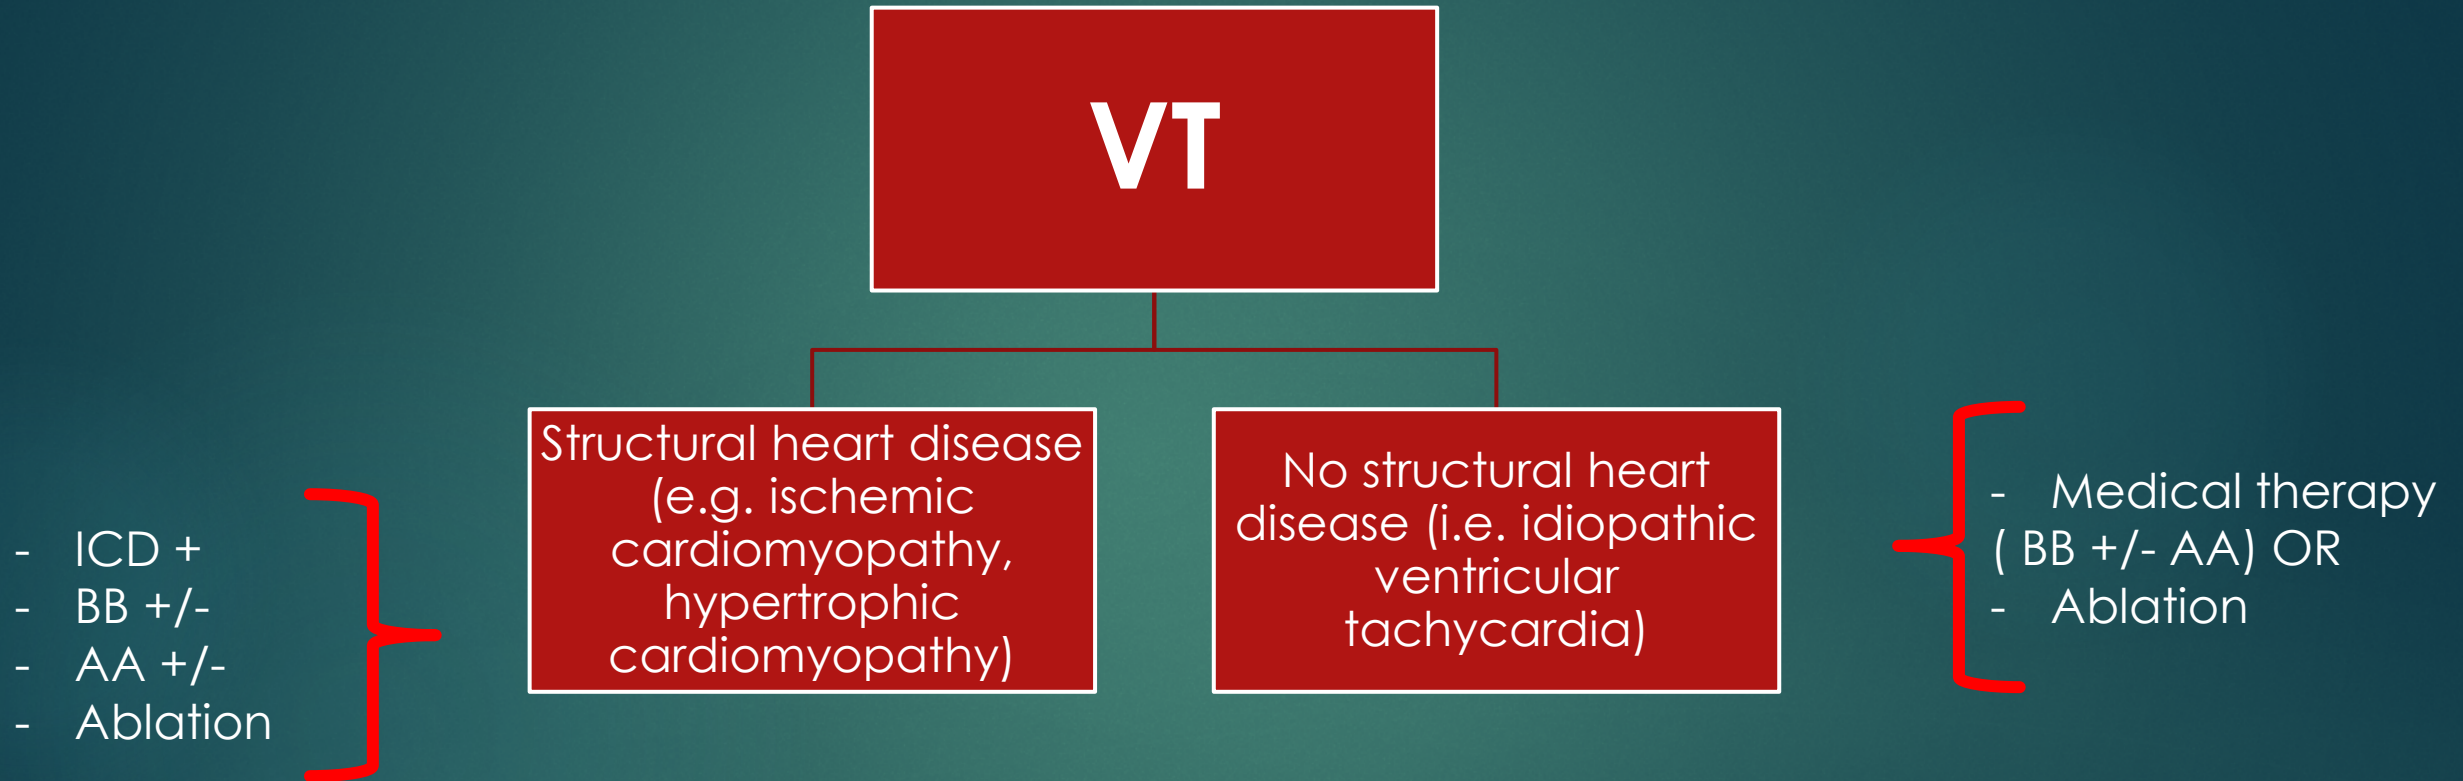 VT
Structural heart disease
(e.g. ischemic
cardiomyopathy,
hypertrophic
cardiomyopathy)
No structural heart
disease (i.e. idiopathic
ventricular
tachycardia)
- ICD +
- BB +/-
- AA +/-
- Ablation
- Medical therapy
( BB +/- AA) OR
- Ablation